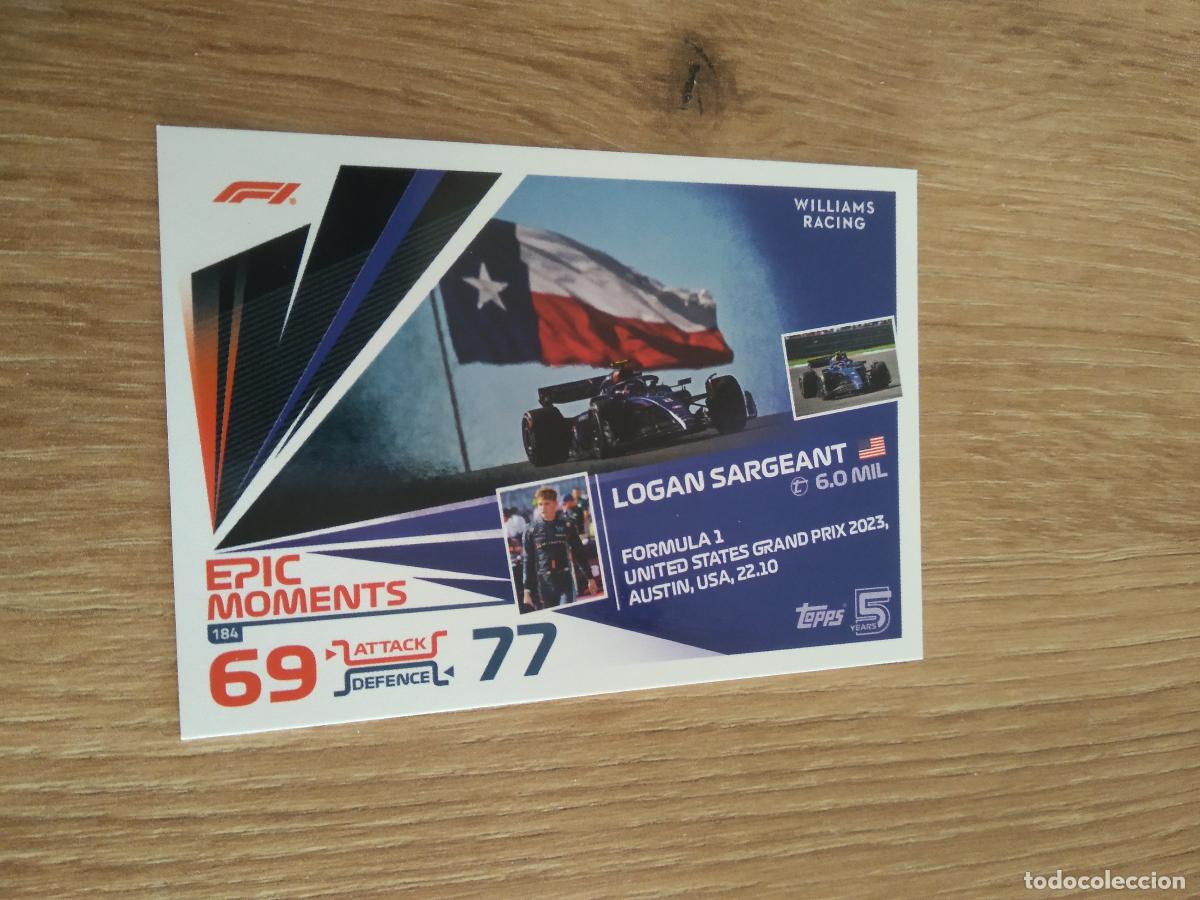 F1
WILLIAMS
RACING
LOGAN SARGEANT
t 6.0 MIL
FORMULA 1
UNITED STATES GRAND PRIX 2023,
AUSTIN, USA, 22.10
EPIC
MOMENTS
184
69 ATTACK
DEFENCE 77
topps 5
YEARS
todocoleccion